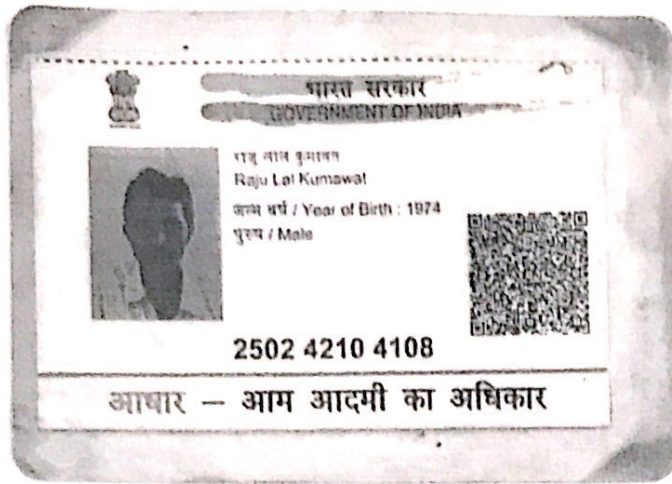 भारत सरकार
GOVERNMENT OF INDIA
राजू लाल कुमावत
Raju Lal Kumawat
जन्म वर्ष / Year of Birth : 1974
पुरुष / Male
2502 4210 4108
आधार – आम आदमी का अधिकार